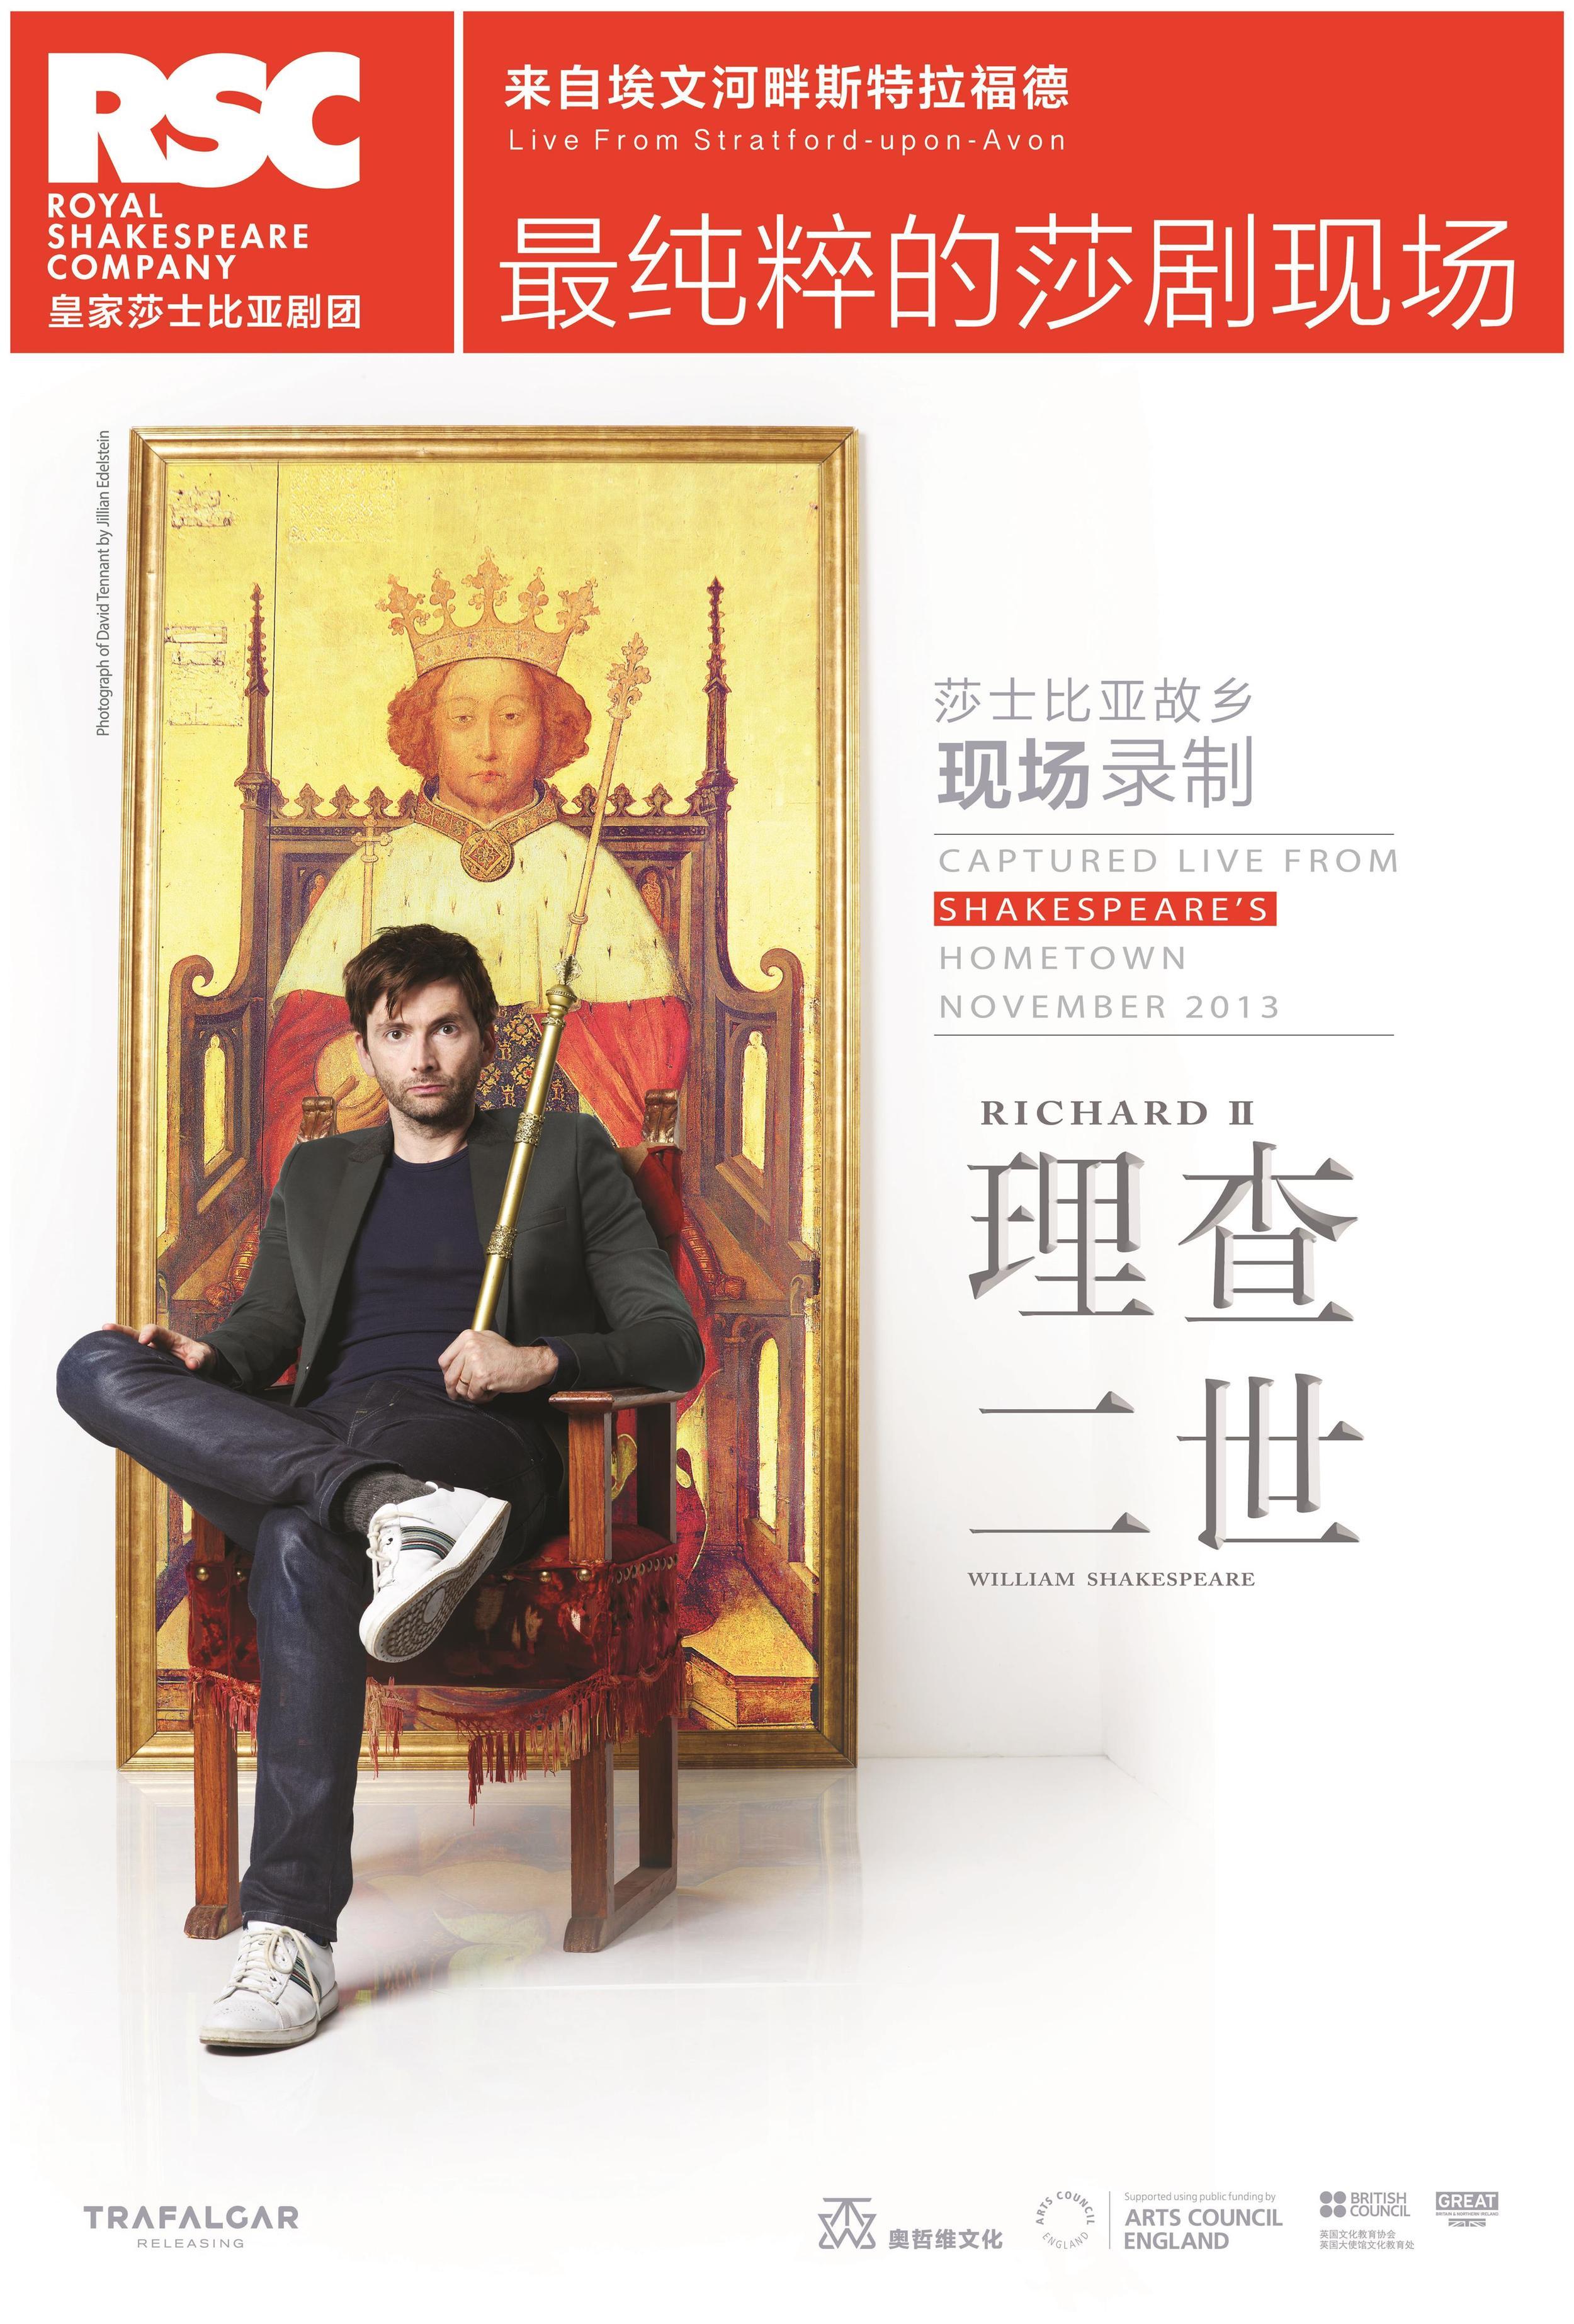 RSC
ROYAL
SHAKESPEARE
COMPANY
皇家莎士比亚剧团
来自埃文河畔斯特拉福德
Live From Stratford-upon-Avon
最纯粹的莎剧现场
Photograph of David Tennant by Jillian Edelstein
莎士比亚故乡
现场录制
CAPTURED LIVE FROM
SHAKESPEARE'S
HOMETOWN
NOVEMBER 2013
RICHARD II
理查
二世
WILLIAM SHAKESPEARE
TRAFALGAR
RELEASING
奥哲维文化
ARTS COUNCIL
ENGLAND
Supported using public funding by
ARTS COUNCIL
ENGLAND
BRITISH
COUNCIL
英国文化教育协会
英国大使馆文化教育处
GREAT
BRITAIN & NORTHERN IRELAND